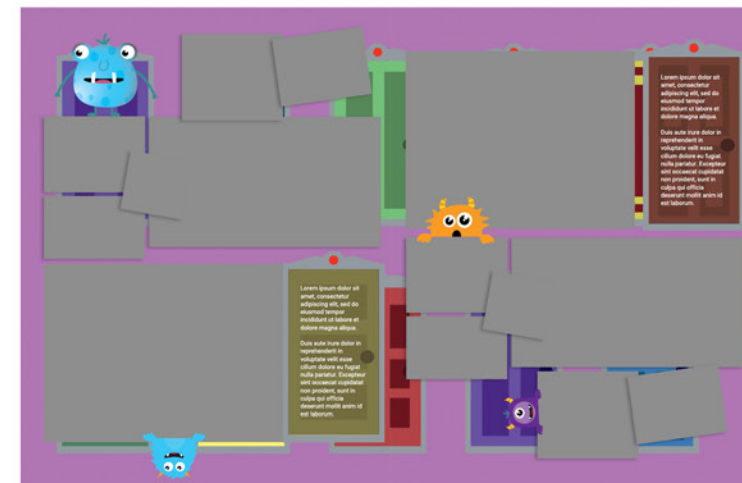 Lorem ipsum dolor sit
amet, consectetur
adipiscing elit, sed do
eiusmod tempor
incididunt ut labore et
dolore magna aliqua.
Duis aute irure dolor in
reprehenderit in
voluptate velit esse
cillum dolore eu fugiat
nulla pariatur. Excepteur
sint occaecat cupidatat
non proident, sunt in
culpa qui officia
deserunt mollit anim id
est laborum.
Lorem ipsum dolor sit
amet, consectetur
adipiscing elit, sed do
eiusmod tempor
incididunt ut labore et
dolore magna aliqua.
Duis aute irure dolor in
reprehenderit in
voluptate velit esse
cillum dolore eu fugiat
nulla pariatur. Excepteur
sint occaecat cupidatat
non proident, sunt in
culpa qui officia
deserunt mollit anim id
est laborum.